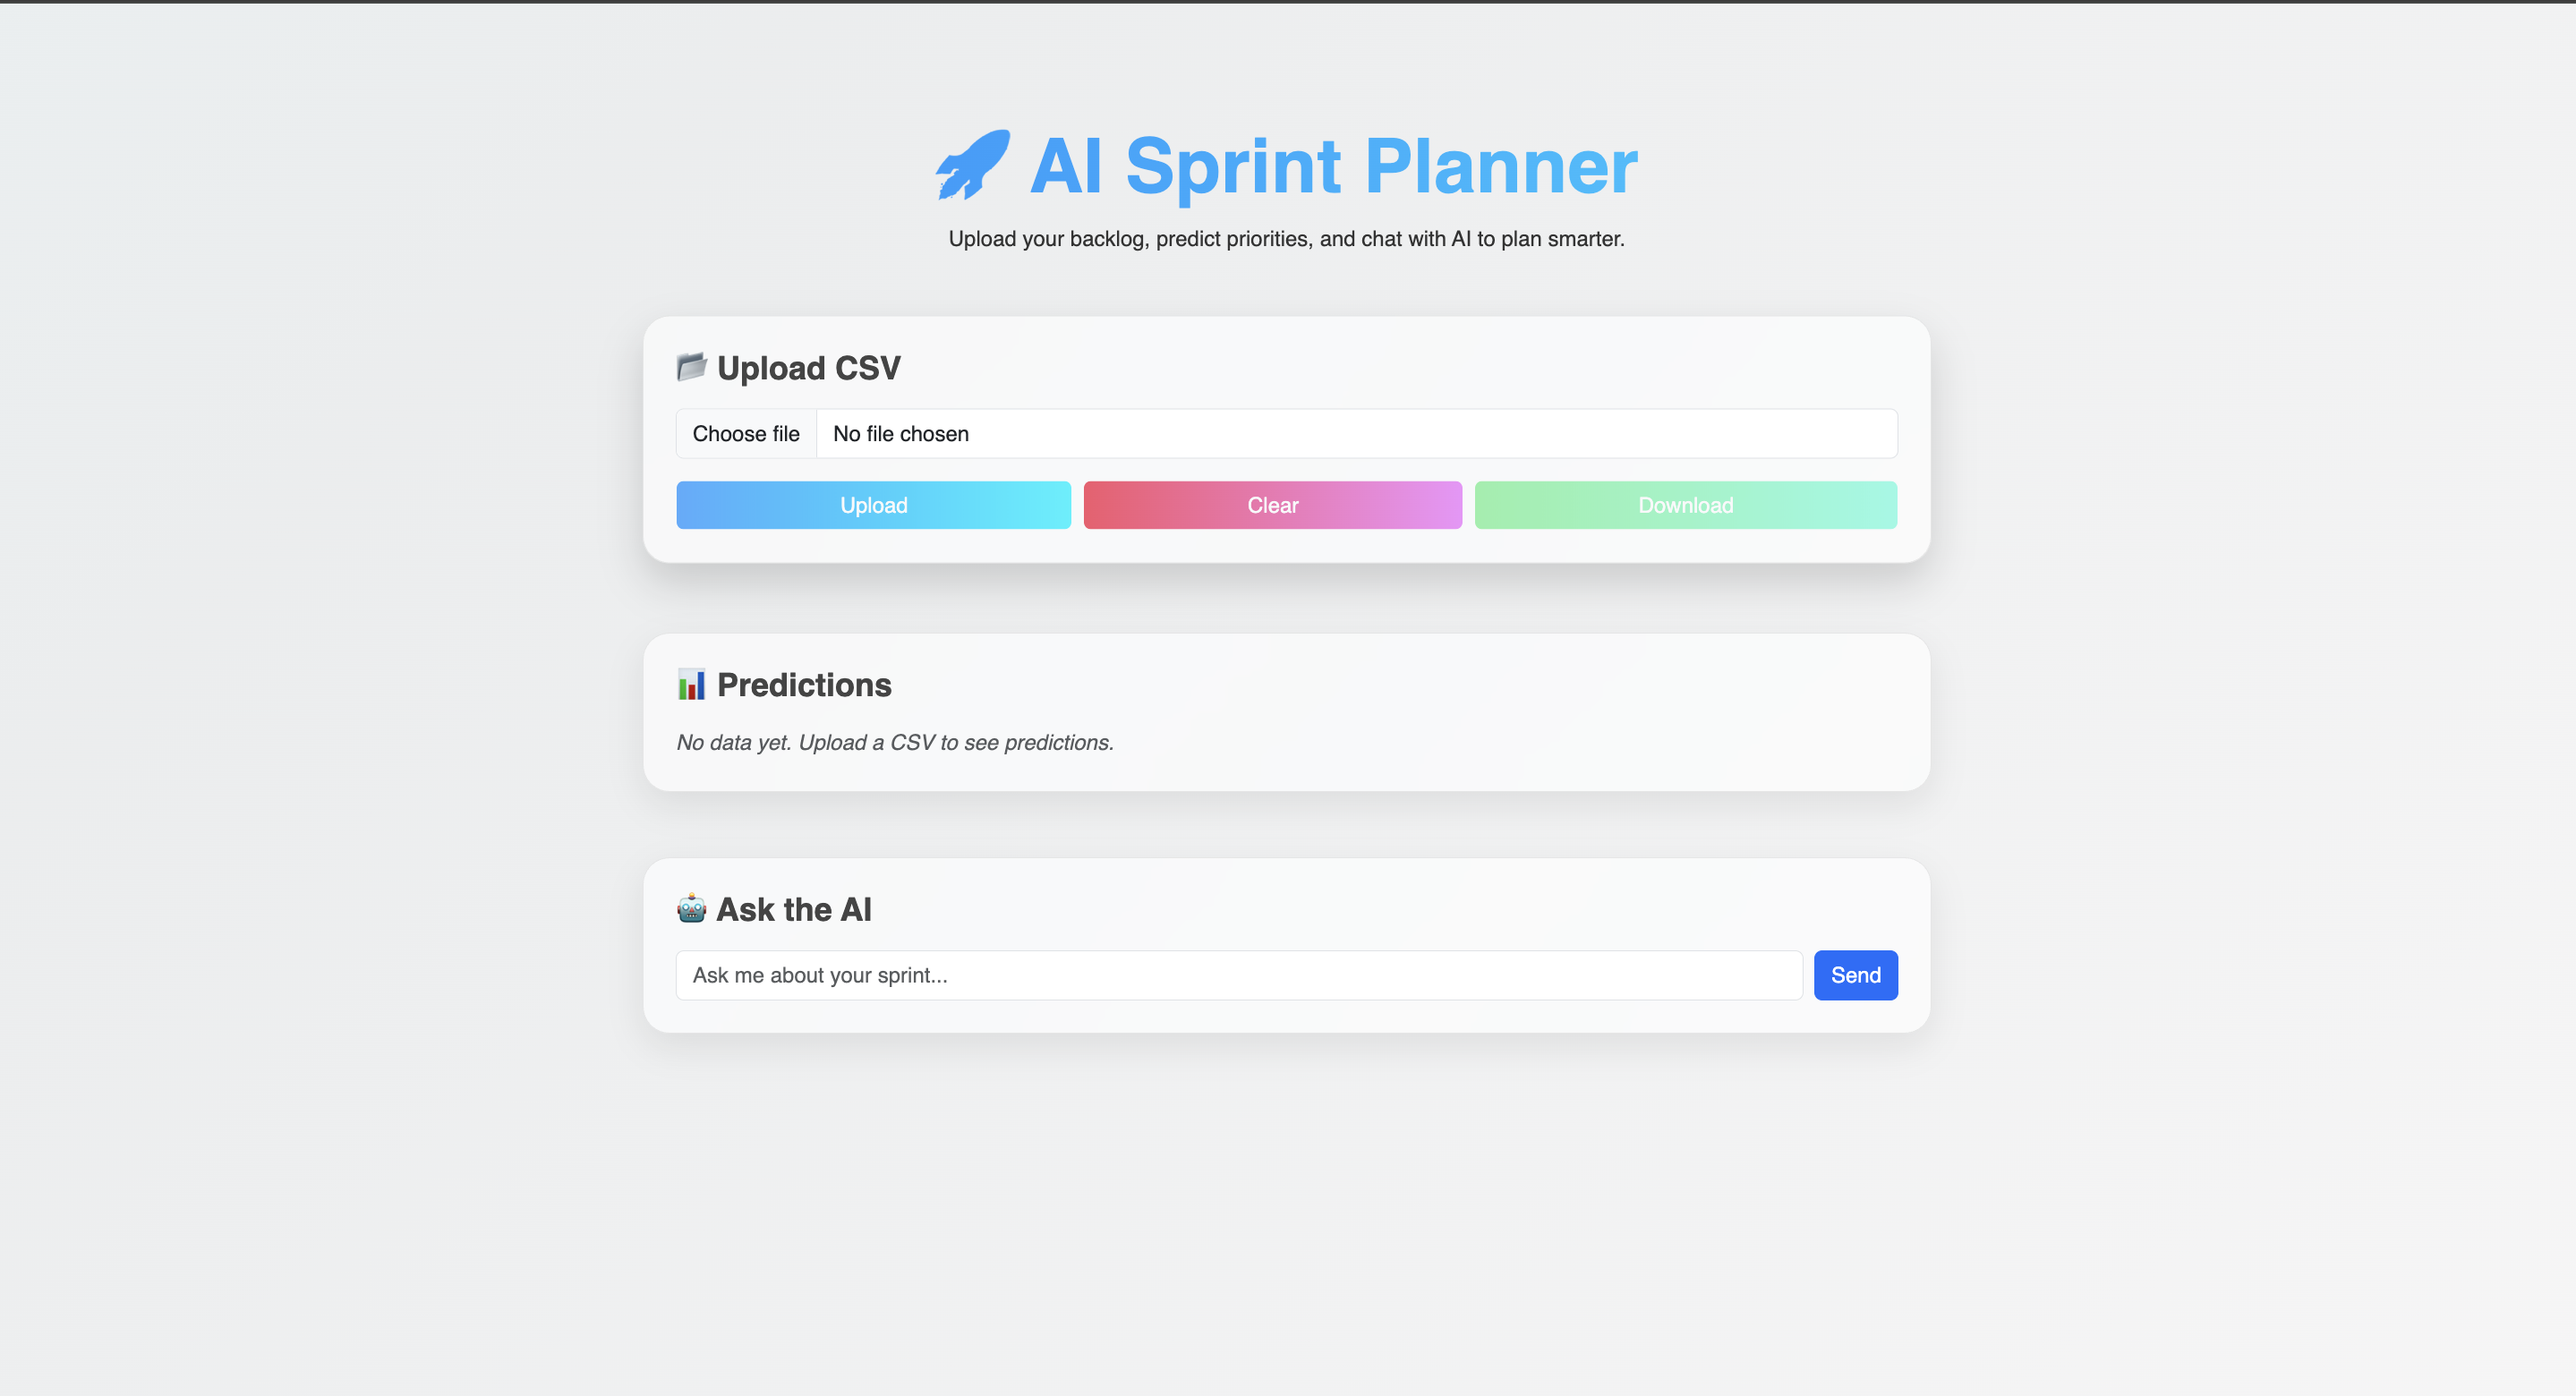 AI Sprint Planner
Upload your backlog, predict priorities, and chat with AI to plan smarter.
Upload CSV
Choose file No file chosen
Upload Clear Download
Predictions
No data yet. Upload a CSV to see predictions.
Ask the AI
Ask me about your sprint... Send